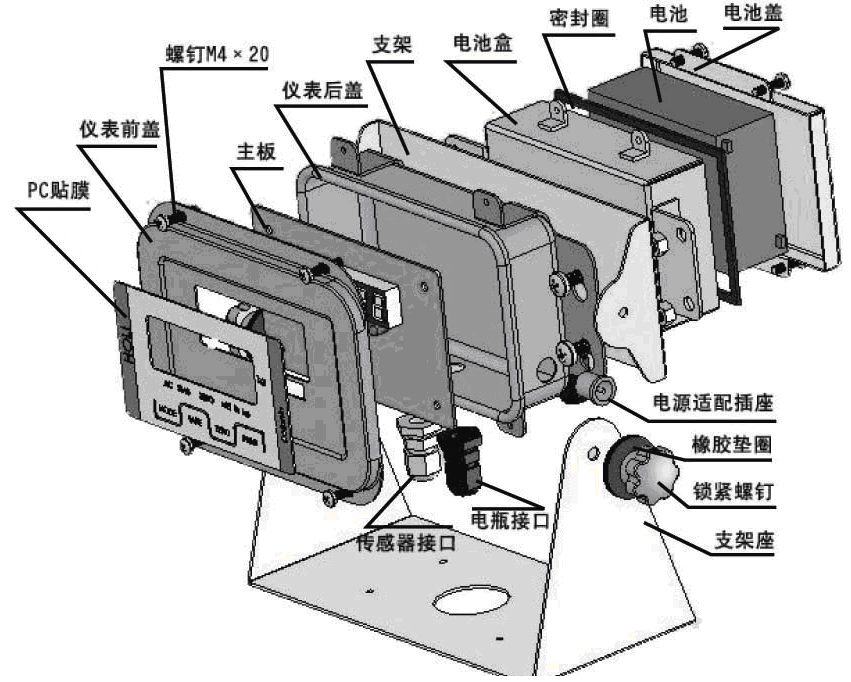 电池盖
电池
密封圈
电池盒
支架
螺钉M4×20
仪表后盖
仪表前盖
主板
PC贴膜
电源适配插座
橡胶垫圈
锁紧螺钉
电瓶接口
传感器接口
支架座
MODE
ZERO